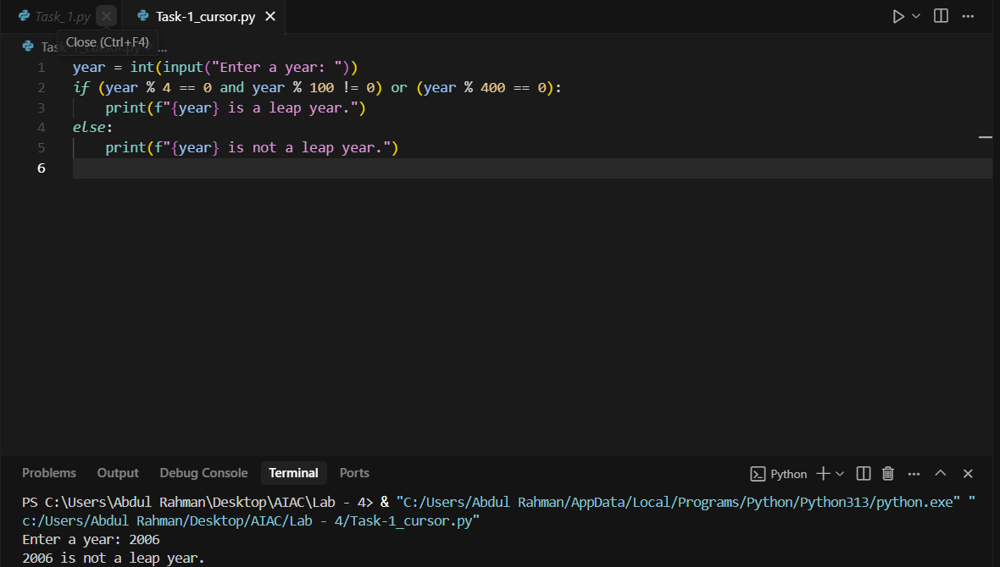 Task_1.py Task-1_cursor.py
Close (Ctrl+F4) ...
1 year = int(input("Enter a year: "))
2 if (year % 4 == 0 and year % 100 != 0) or (year % 400 == 0):
3     print(f"{year} is a leap year.")
4 else:
5     print(f"{year} is not a leap year.")
6
Problems Output Debug Console Terminal Ports Python
PS C:\Users\Abdul Rahman\Desktop\AIAC\Lab - 4> & "C:/Users/Abdul Rahman/AppData/Local/Programs/Python/Python313/python.exe" "
c:/Users/Abdul Rahman/Desktop/AIAC/Lab - 4/Task-1_cursor.py"
Enter a year: 2006
2006 is not a leap year.